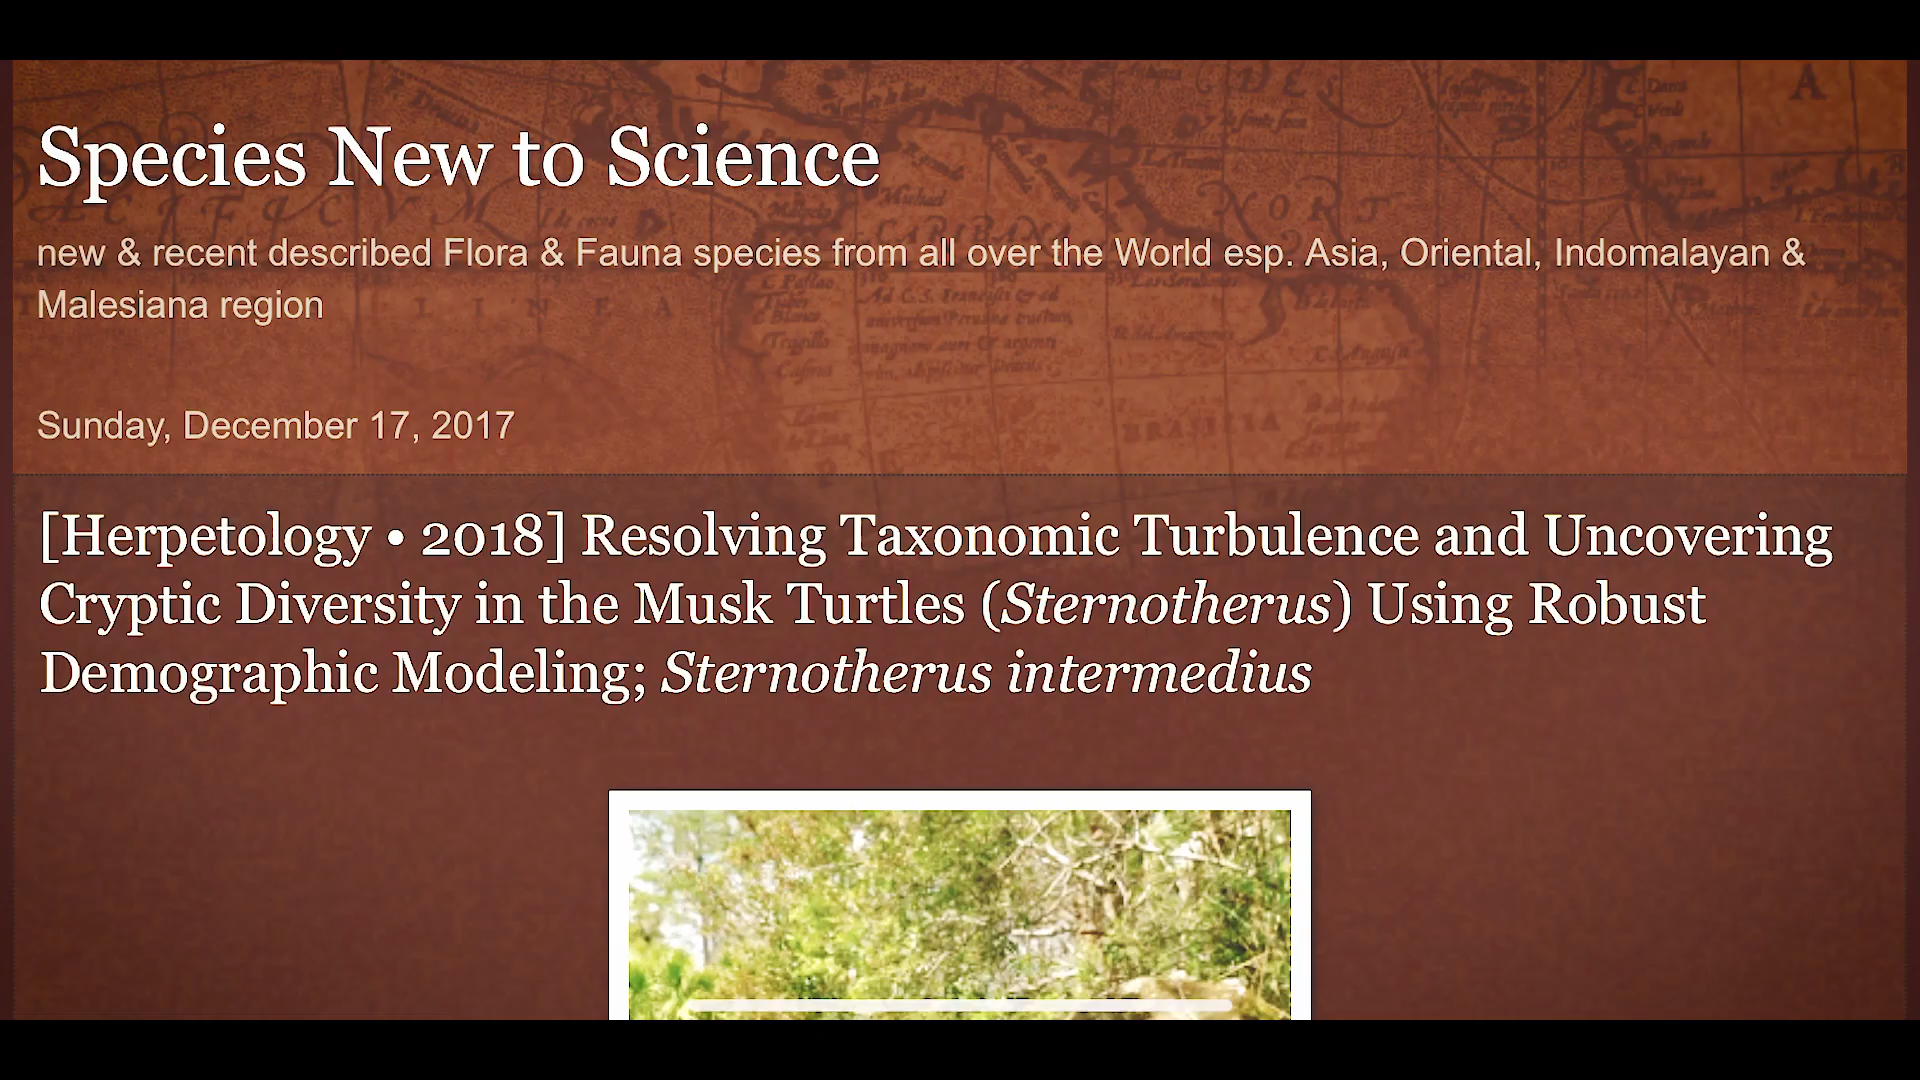 Species New to Science
new & recent described Flora & Fauna species from all over the World esp. Asia, Oriental, Indomalayan &
Malesiana region
Sunday, December 17, 2017
[Herpetology • 2018] Resolving Taxonomic Turbulence and Uncovering
Cryptic Diversity in the Musk Turtles (Sternotherus) Using Robust
Demographic Modeling; Sternotherus intermedius